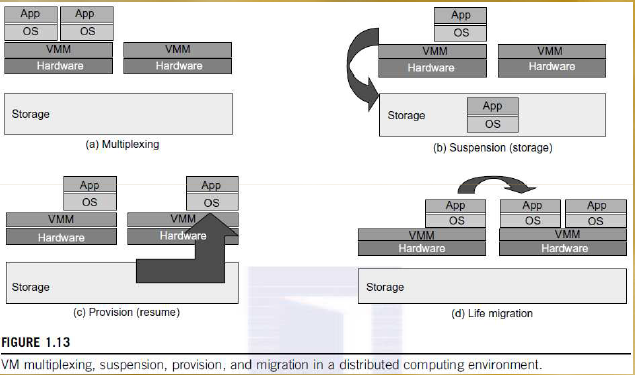 App App
OS OS
VMM VMM
Hardware Hardware
Storage
(a) Multiplexing
App
OS
VMM VMM
Hardware Hardware
Storage
App
OS
(b) Suspension (storage)
App App
OS OS
VMM VMM
Hardware Hardware
Storage
(c) Provision (resume)
App App App
OS OS OS
VMM VMM
Hardware Hardware
Storage
(d) Life migration
FIGURE 1.13
VM multiplexing, suspension, provision, and migration in a distributed computing environment.